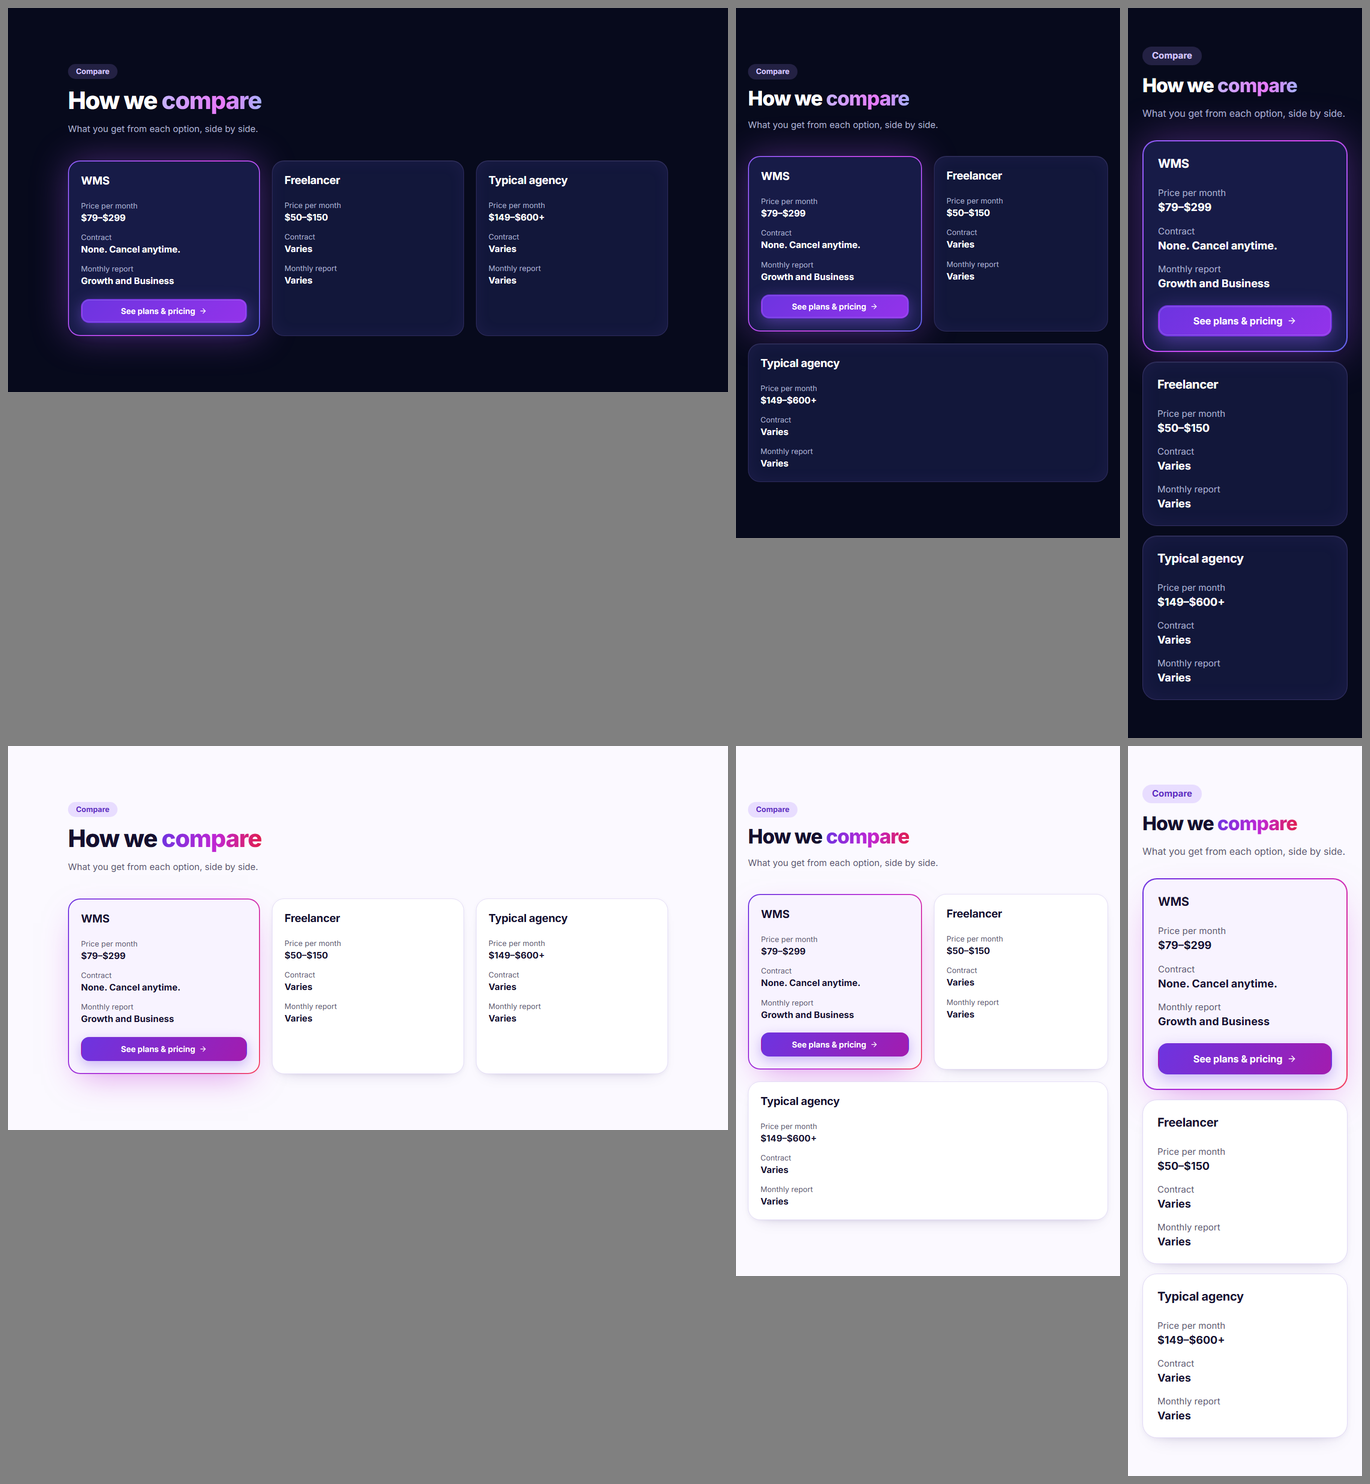 Compare
How we compare
What you get from each option, side by side.
WMS
Price per month
$79–$299
Contract
None. Cancel anytime.
Monthly report
Growth and Business
See plans & pricing →
Freelancer
Price per month
$50–$150
Contract
Varies
Monthly report
Varies
Typical agency
Price per month
$149–$600+
Contract
Varies
Monthly report
Varies
Compare
How we compare
What you get from each option, side by side.
WMS
Price per month
$79–$299
Contract
None. Cancel anytime.
Monthly report
Growth and Business
See plans & pricing →
Freelancer
Price per month
$50–$150
Contract
Varies
Monthly report
Varies
Typical agency
Price per month
$149–$600+
Contract
Varies
Monthly report
Varies
Compare
How we compare
What you get from each option, side by side.
WMS
Price per month
$79–$299
Contract
None. Cancel anytime.
Monthly report
Growth and Business
See plans & pricing →
Freelancer
Price per month
$50–$150
Contract
Varies
Monthly report
Varies
Typical agency
Price per month
$149–$600+
Contract
Varies
Monthly report
Varies
Compare
How we compare
What you get from each option, side by side.
WMS
Price per month
$79–$299
Contract
None. Cancel anytime.
Monthly report
Growth and Business
See plans & pricing →
Freelancer
Price per month
$50–$150
Contract
Varies
Monthly report
Varies
Typical agency
Price per month
$149–$600+
Contract
Varies
Monthly report
Varies
Compare
How we compare
What you get from each option, side by side.
WMS
Price per month
$79–$299
Contract
None. Cancel anytime.
Monthly report
Growth and Business
See plans & pricing →
Freelancer
Price per month
$50–$150
Contract
Varies
Monthly report
Varies
Typical agency
Price per month
$149–$600+
Contract
Varies
Monthly report
Varies
Compare
How we compare
What you get from each option, side by side.
WMS
Price per month
$79–$299
Contract
None. Cancel anytime.
Monthly report
Growth and Business
See plans & pricing →
Freelancer
Price per month
$50–$150
Contract
Varies
Monthly report
Varies
Typical agency
Price per month
$149–$600+
Contract
Varies
Monthly report
Varies